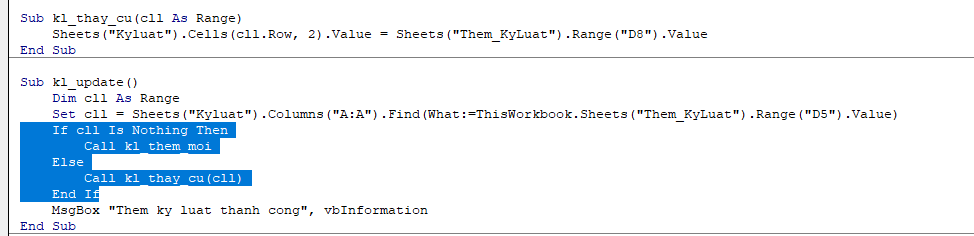 Sub kl_thay_cu(cll As Range)
    Sheets("Kyluat").Cells(cll.Row, 2).Value = Sheets("Them_KyLuat").Range("D8").Value
End Sub
Sub kl_update()
    Dim cll As Range
    Set cll = Sheets("Kyluat").Columns("A:A").Find(What:=ThisWorkbook.Sheets("Them_KyLuat").Range("D5").Value)
    If cll Is Nothing Then
        Call kl_them_moi
    Else
        Call kl_thay_cu(cll)
    End If
    MsgBox "Them ky luat thanh cong", vbInformation
End Sub